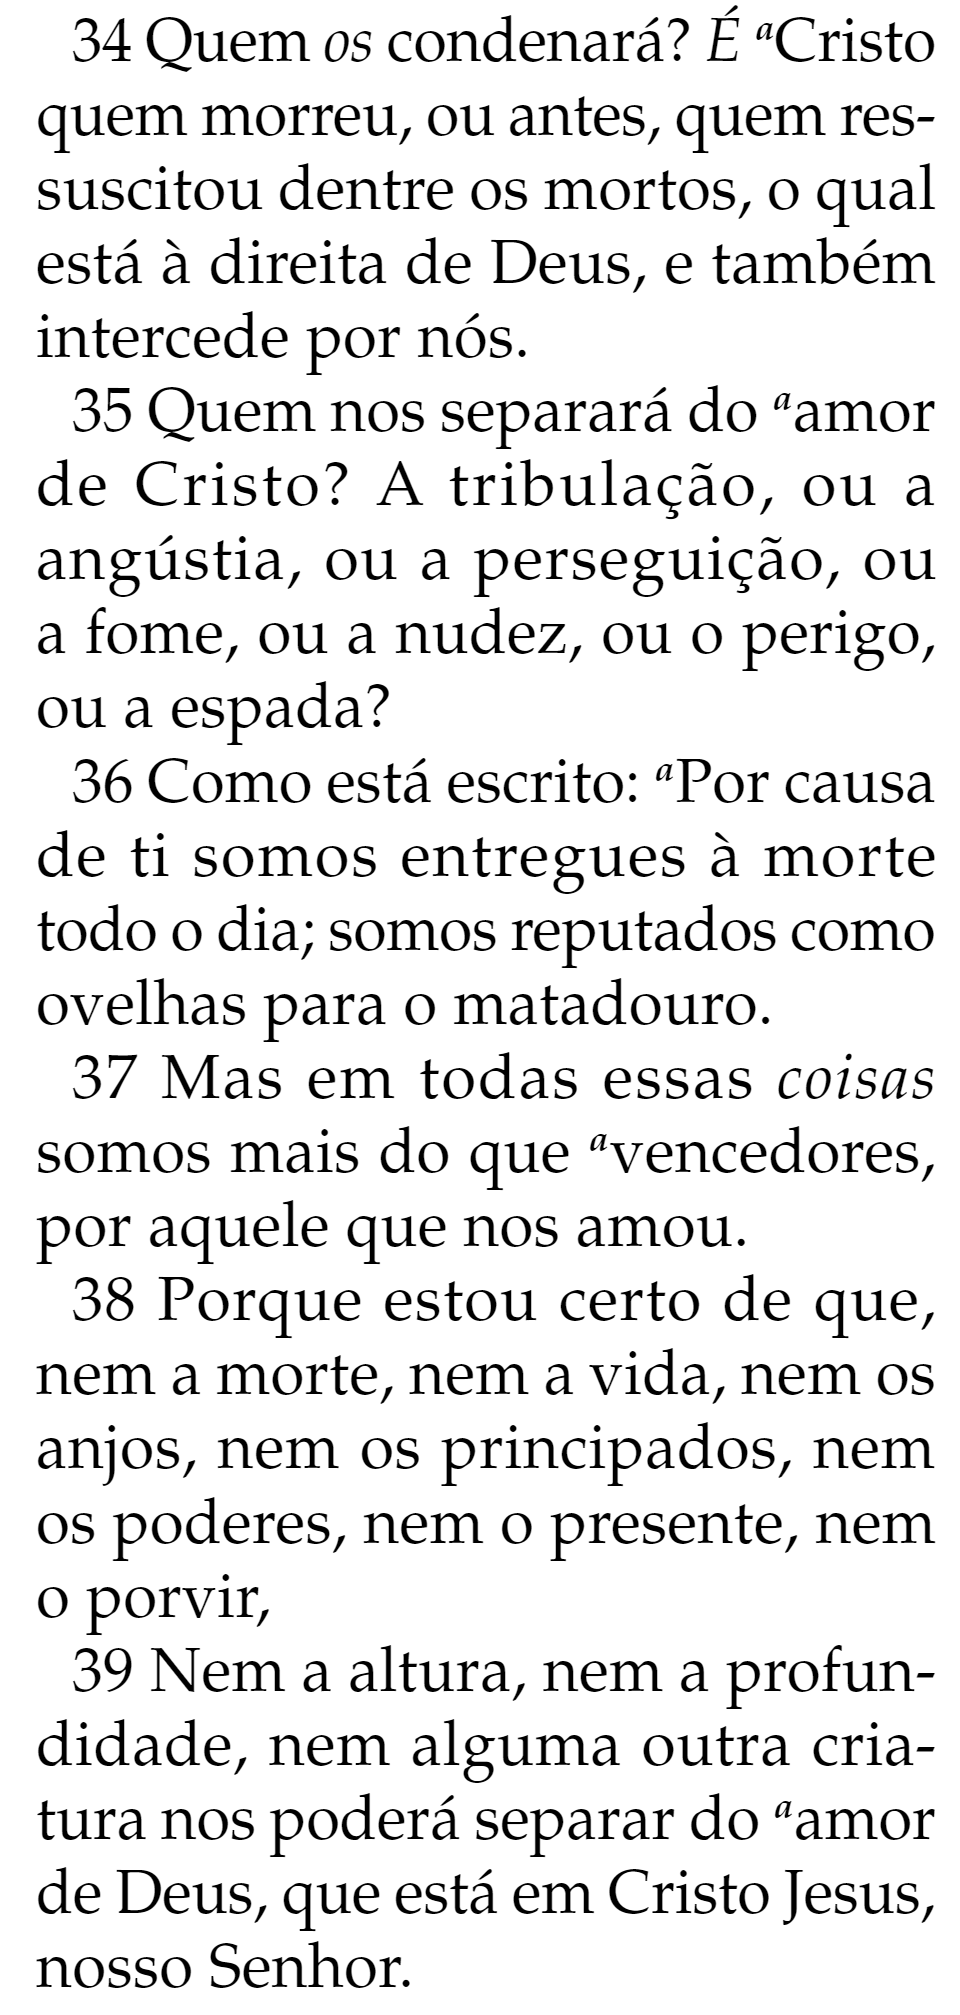 34 Quem os condenará? É ᵃCristo
quem morreu, ou antes, quem res-
suscitou dentre os mortos, o qual
está à direita de Deus, e também
intercede por nós.
35 Quem nos separará do ᵃamor
de Cristo? A tribulação, ou a
angústia, ou a perseguição, ou
a fome, ou a nudez, ou o perigo,
ou a espada?
36 Como está escrito: ᵃPor causa
de ti somos entregues à morte
todo o dia; somos reputados como
ovelhas para o matadouro.
37 Mas em todas essas coisas
somos mais do que ᵃvencedores,
por aquele que nos amou.
38 Porque estou certo de que,
nem a morte, nem a vida, nem os
anjos, nem os principados, nem
os poderes, nem o presente, nem
o porvir,
39 Nem a altura, nem a profun-
didade, nem alguma outra cria-
tura nos poderá separar do ᵃamor
de Deus, que está em Cristo Jesus,
nosso Senhor.